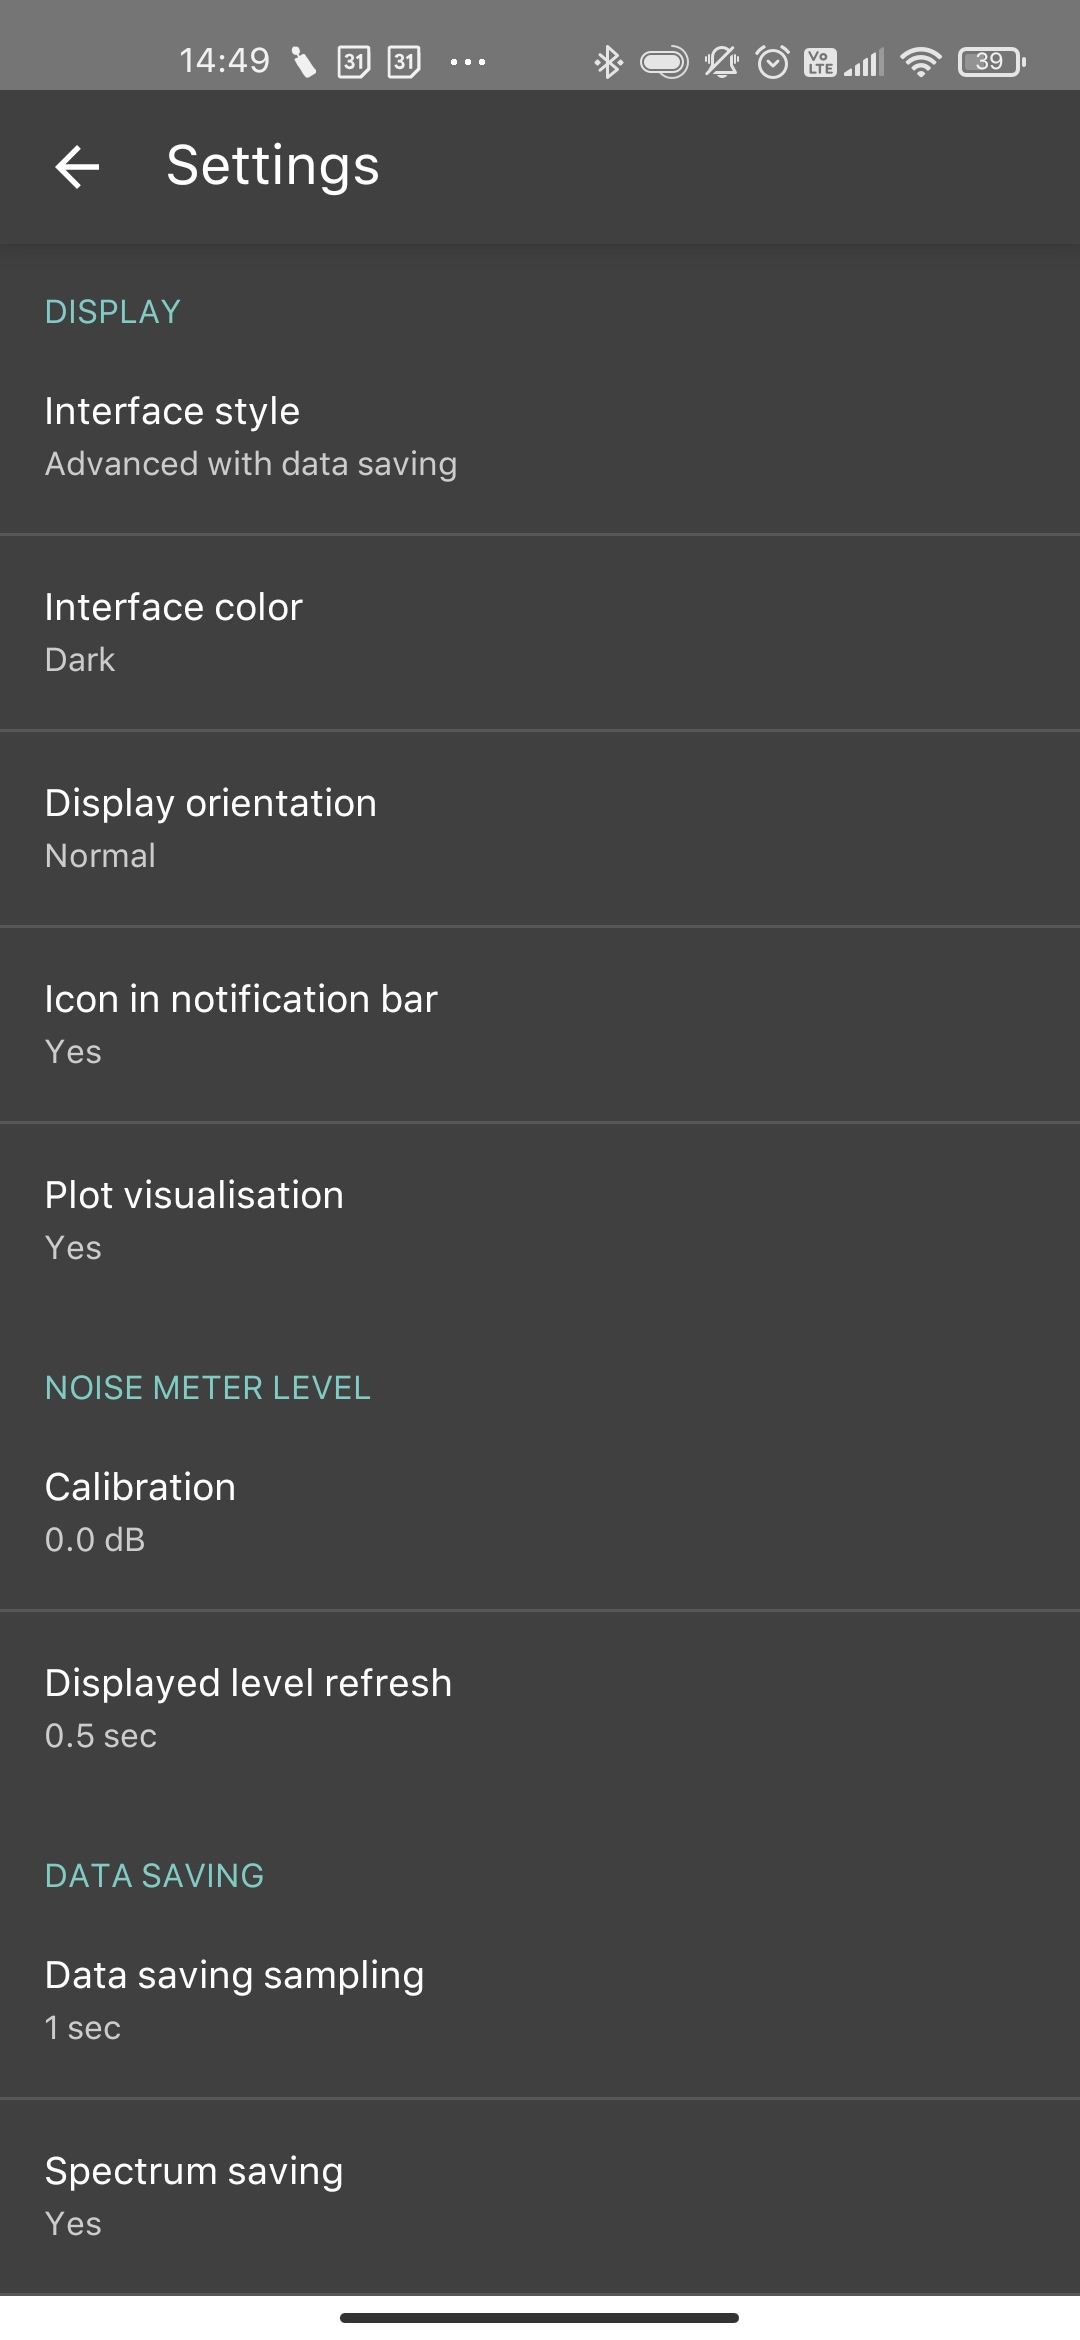 14:49 31 31 ... Vo LTE 39
Settings
DISPLAY
Interface style
Advanced with data saving
Interface color
Dark
Display orientation
Normal
Icon in notification bar
Yes
Plot visualisation
Yes
NOISE METER LEVEL
Calibration
0.0 dB
Displayed level refresh
0.5 sec
DATA SAVING
Data saving sampling
1 sec
Spectrum saving
Yes